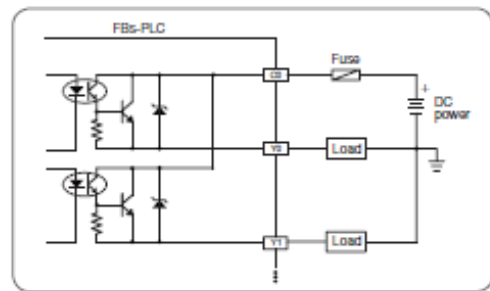 FBs-PLC
Fuse
C0
+
DC
power
Y0
Load
Load
Y1